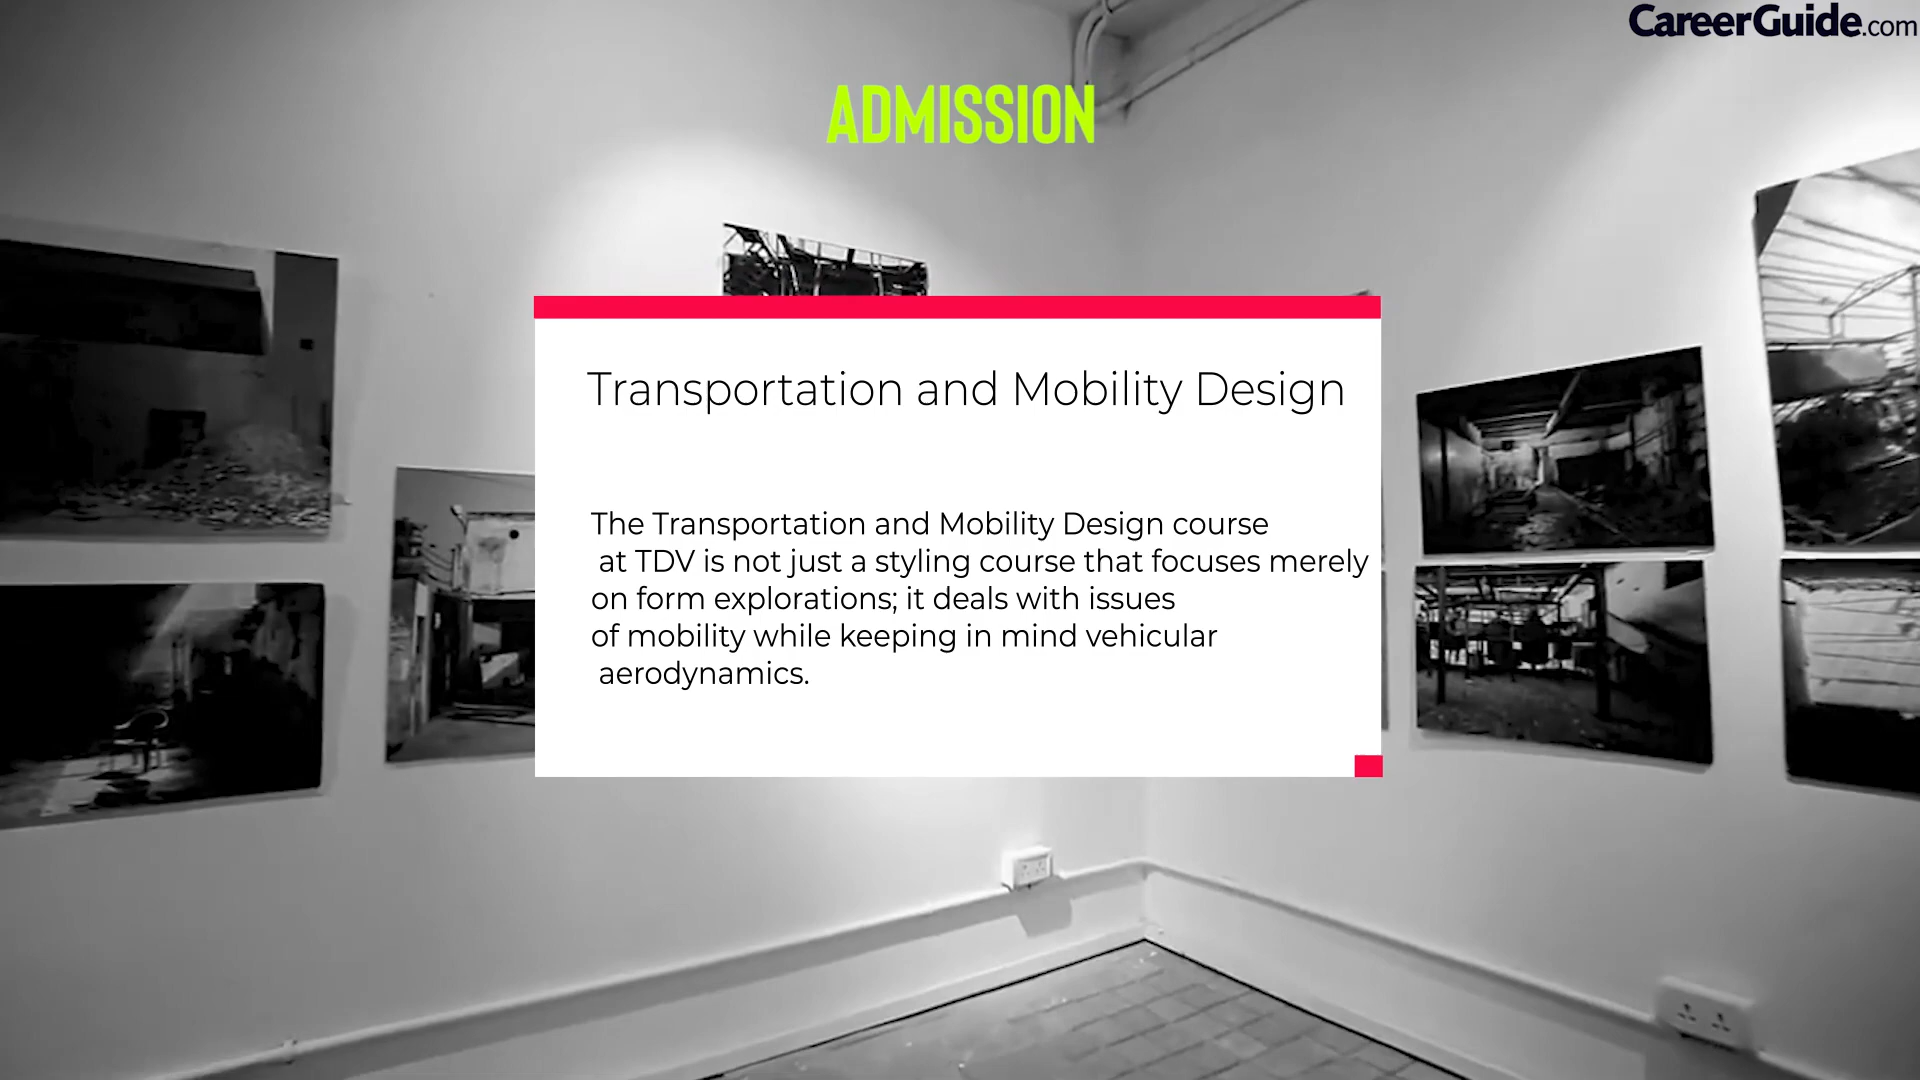 CareerGuide.com
ADMISSION
Transportation and Mobility Design
The Transportation and Mobility Design course
at TDV is not just a styling course that focuses merely
on form explorations; it deals with issues
of mobility while keeping in mind vehicular
aerodynamics.